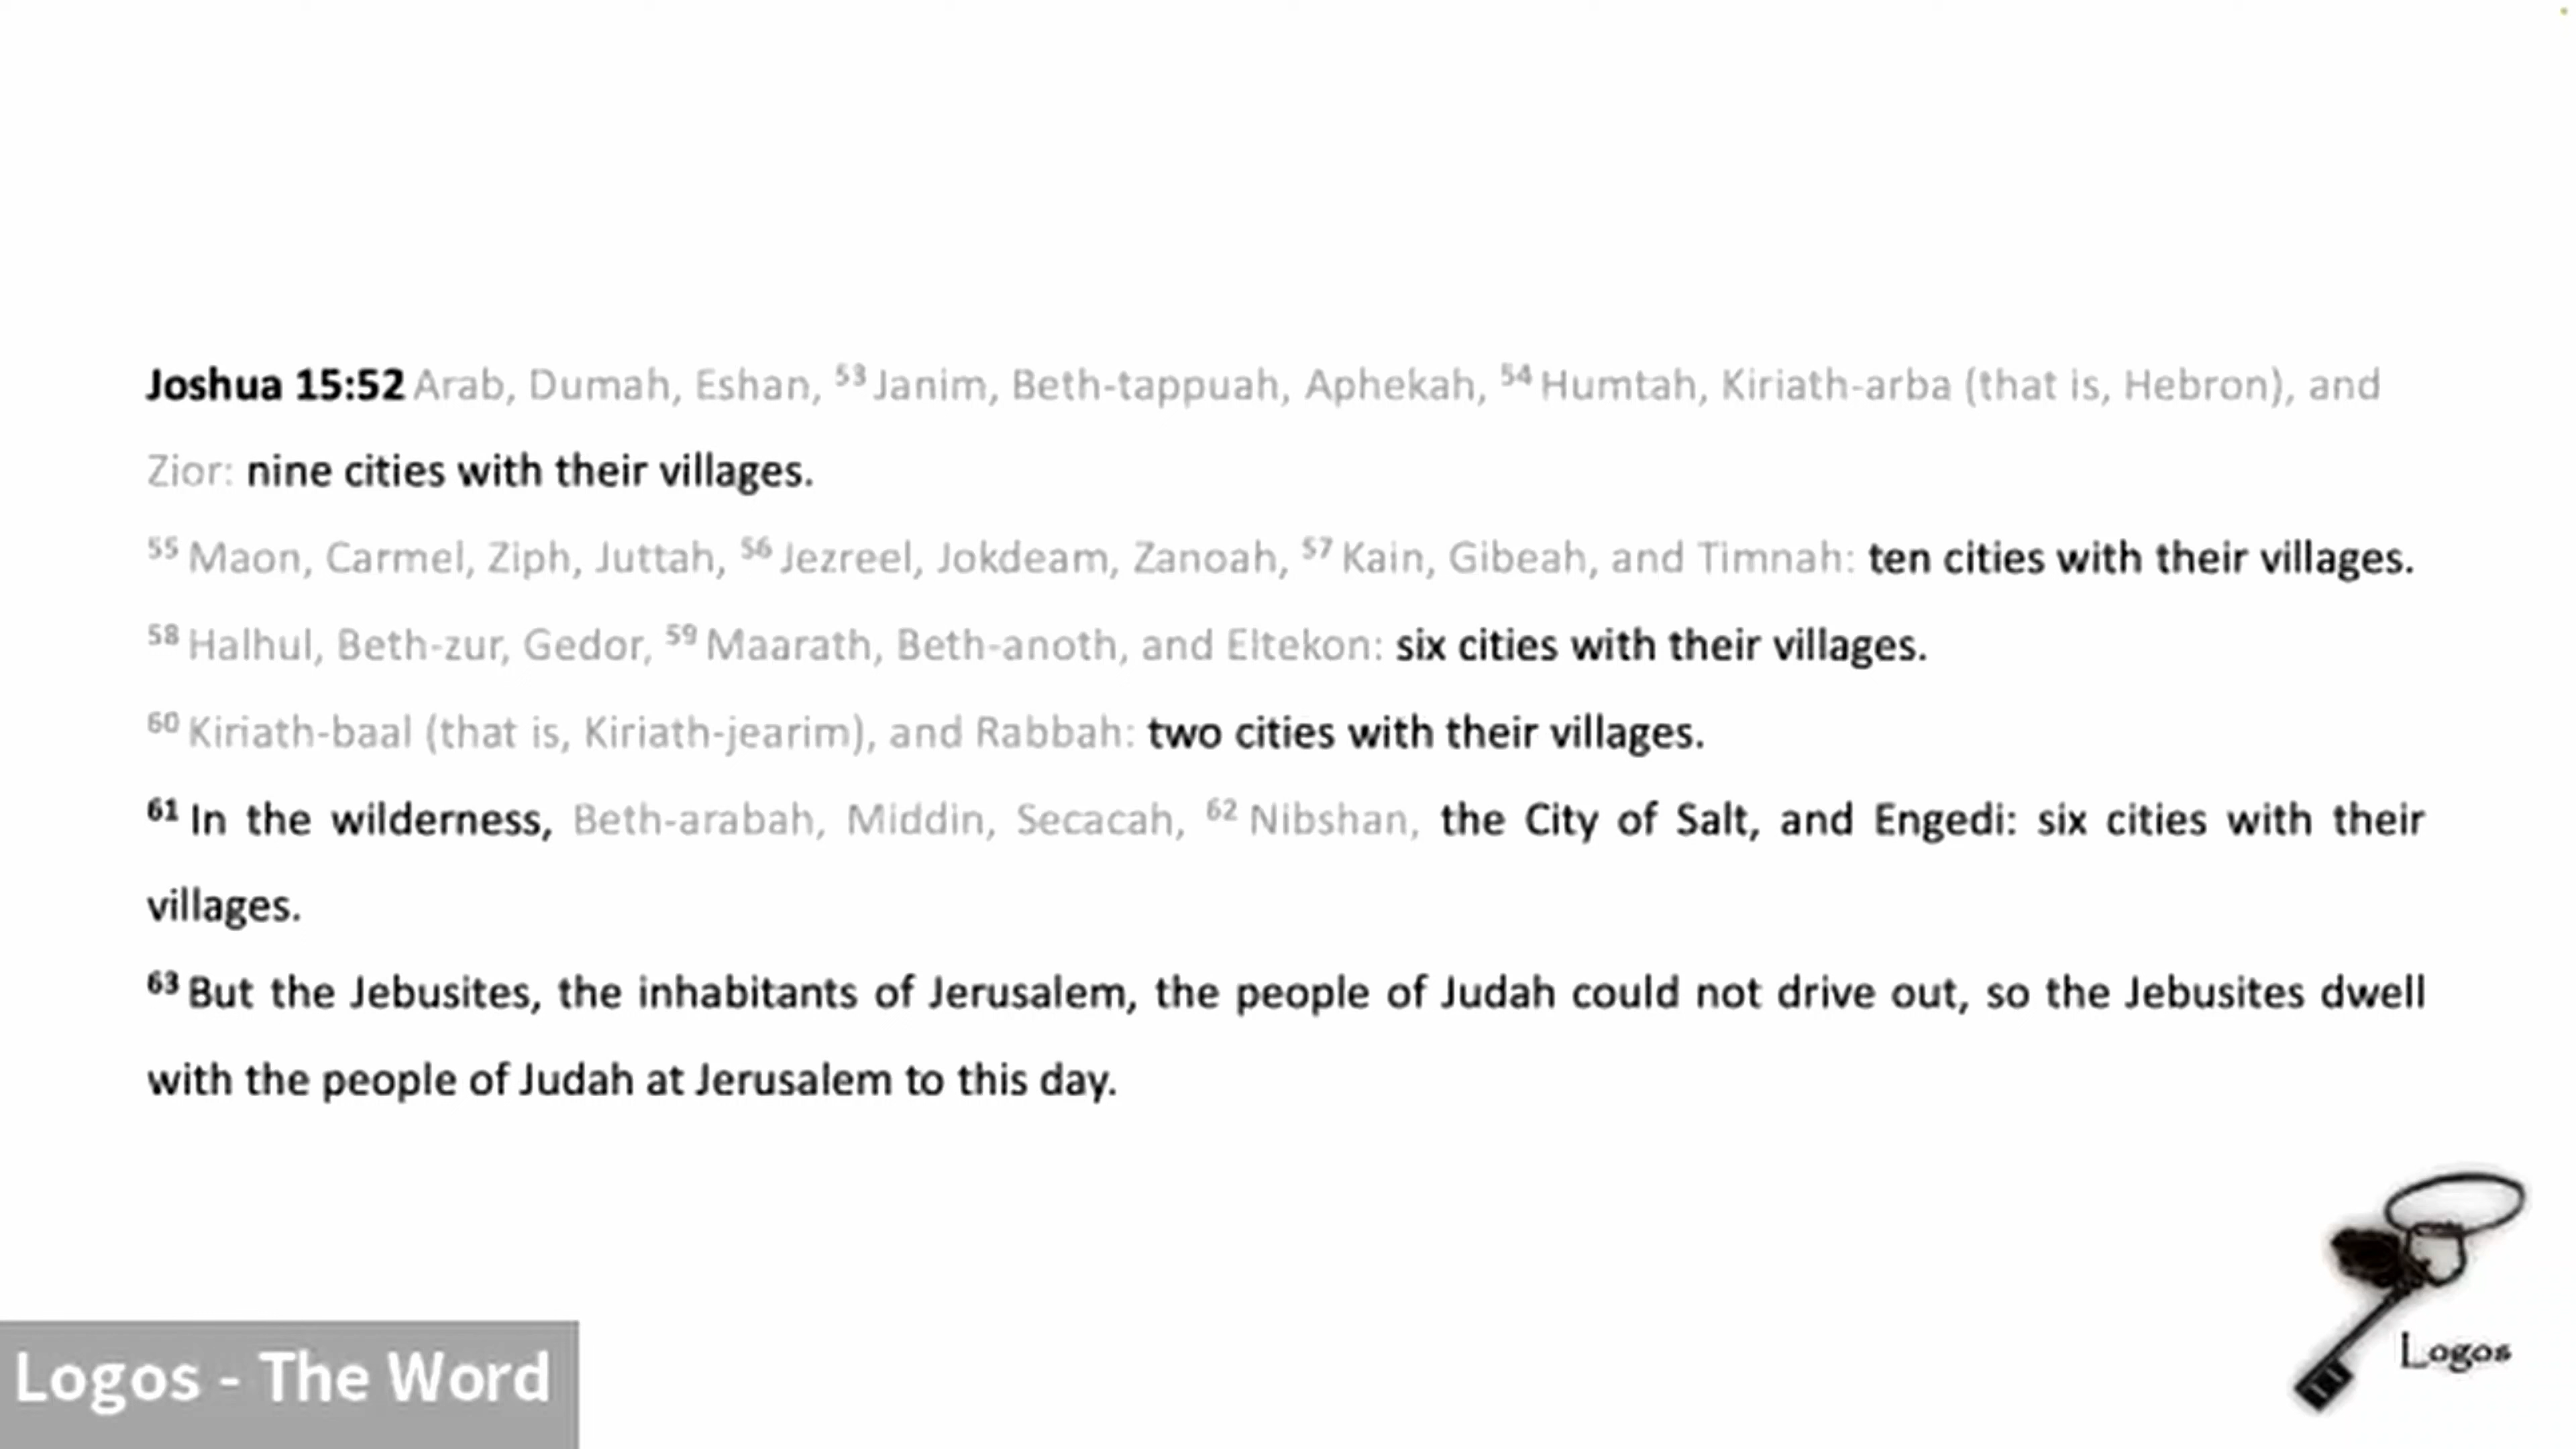 Joshua 15:52 Arab, Dumah, Eshan, 53 Janim, Beth-tappuah, Aphekah, 54 Humtah, Kiriath-arba (that is, Hebron), and
Zior: nine cities with their villages.
55 Maon, Carmel, Ziph, Juttah, 56 Jezreel, Jokdeam, Zanoah, 57 Kain, Gibeah, and Timnah: ten cities with their villages.
58 Halhul, Beth-zur, Gedor, 59 Maarath, Beth-anoth, and Eltekon: six cities with their villages.
60 Kiriath-baal (that is, Kiriath-jearim), and Rabbah: two cities with their villages.
61 In the wilderness, Beth-arabah, Middin, Secacah, 62 Nibshan, the City of Salt, and Engedi: six cities with their
villages.
63 But the Jebusites, the inhabitants of Jerusalem, the people of Judah could not drive out, so the Jebusites dwell
with the people of Judah at Jerusalem to this day.
Logos
Logos - The Word